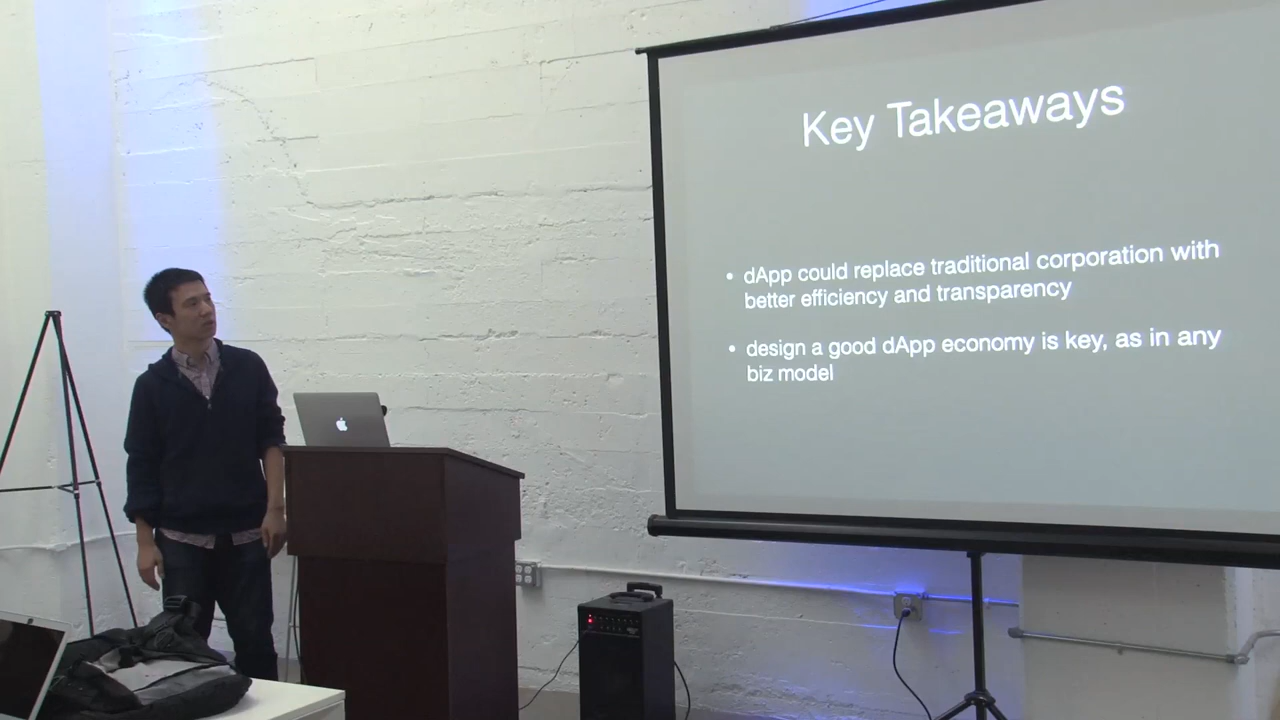 Key Takeaways
• dApp could replace traditional corporation with
better efficiency and transparency
• design a good dApp economy is key, as in any
biz model